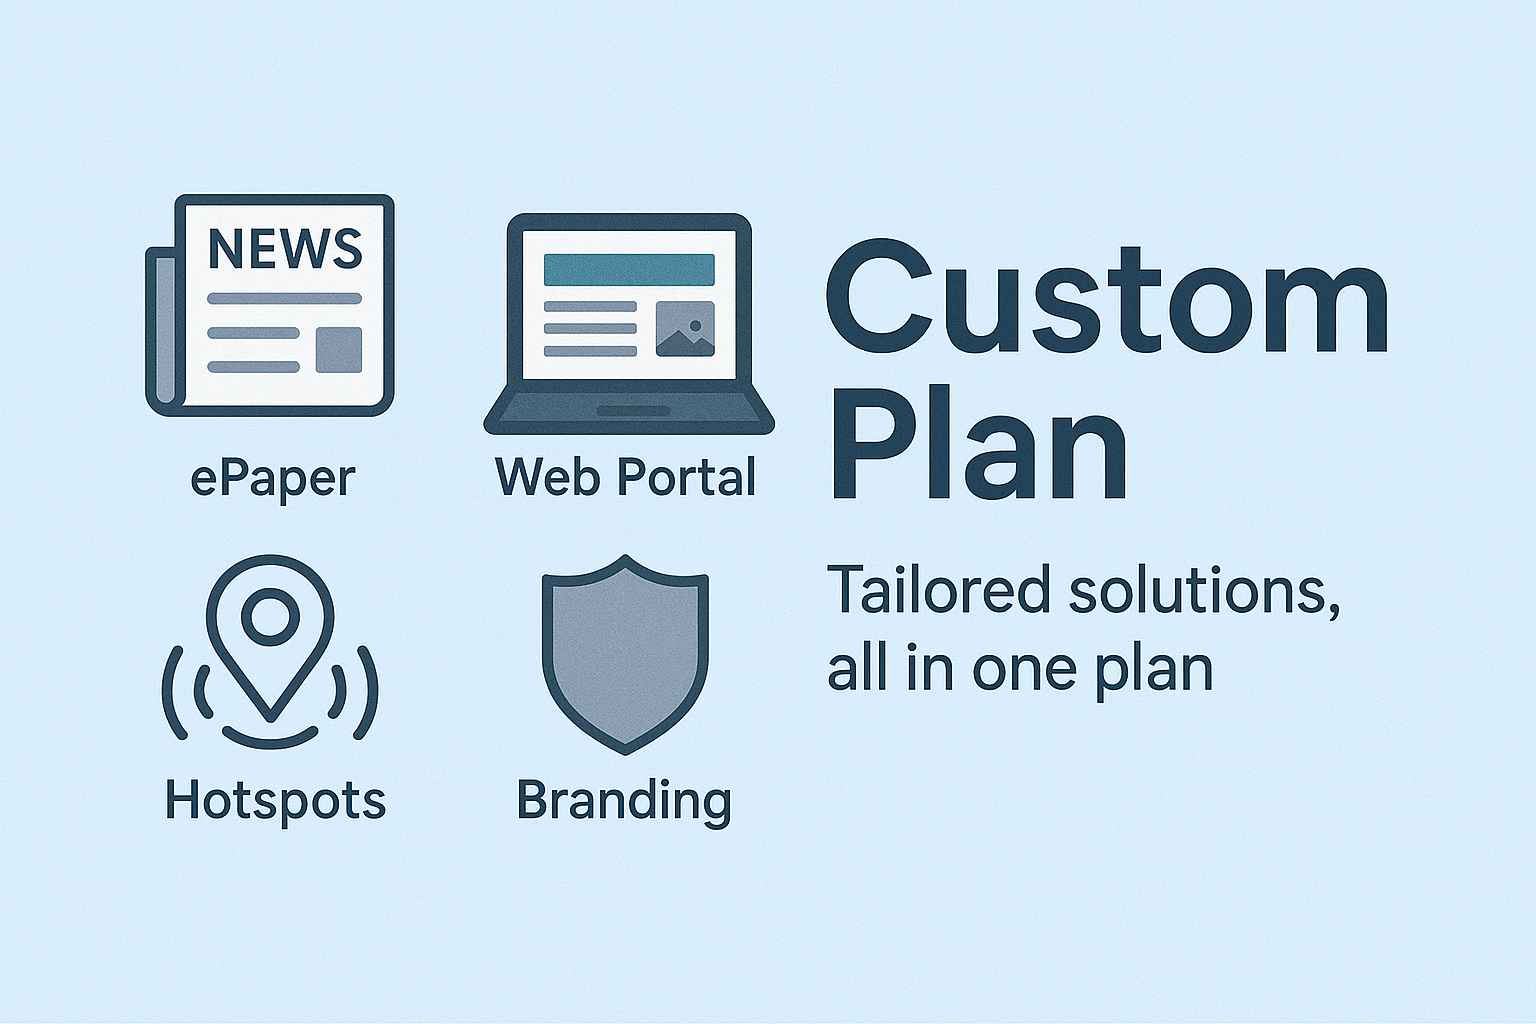 NEWS
ePaper
Web Portal
Hotspots
Branding
Custom
Plan
Tailored solutions,
all in one plan